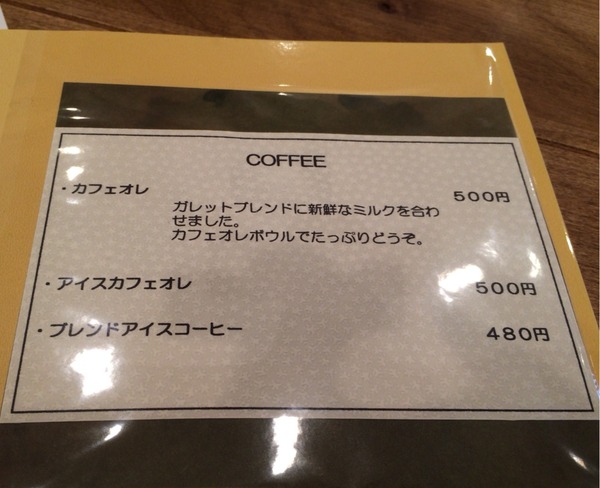 COFFEE
・カフェオレ 500円
ガレットブレンドに新鮮なミルクを合わ
せました。
カフェオレボウルでたっぷりどうぞ。
・アイスカフェオレ 500円
・ブレンドアイスコーヒー 480円